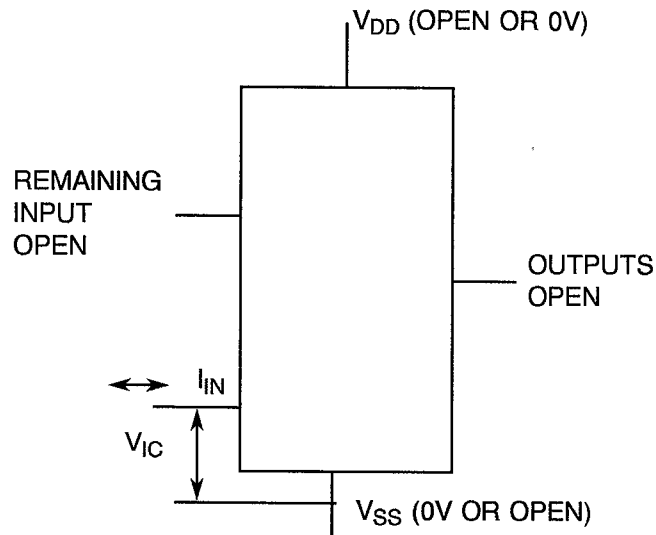 VDD (OPEN OR 0V)
REMAINING
INPUT
OPEN
OUTPUTS
OPEN
IIN
VIC
VSS (0V OR OPEN)